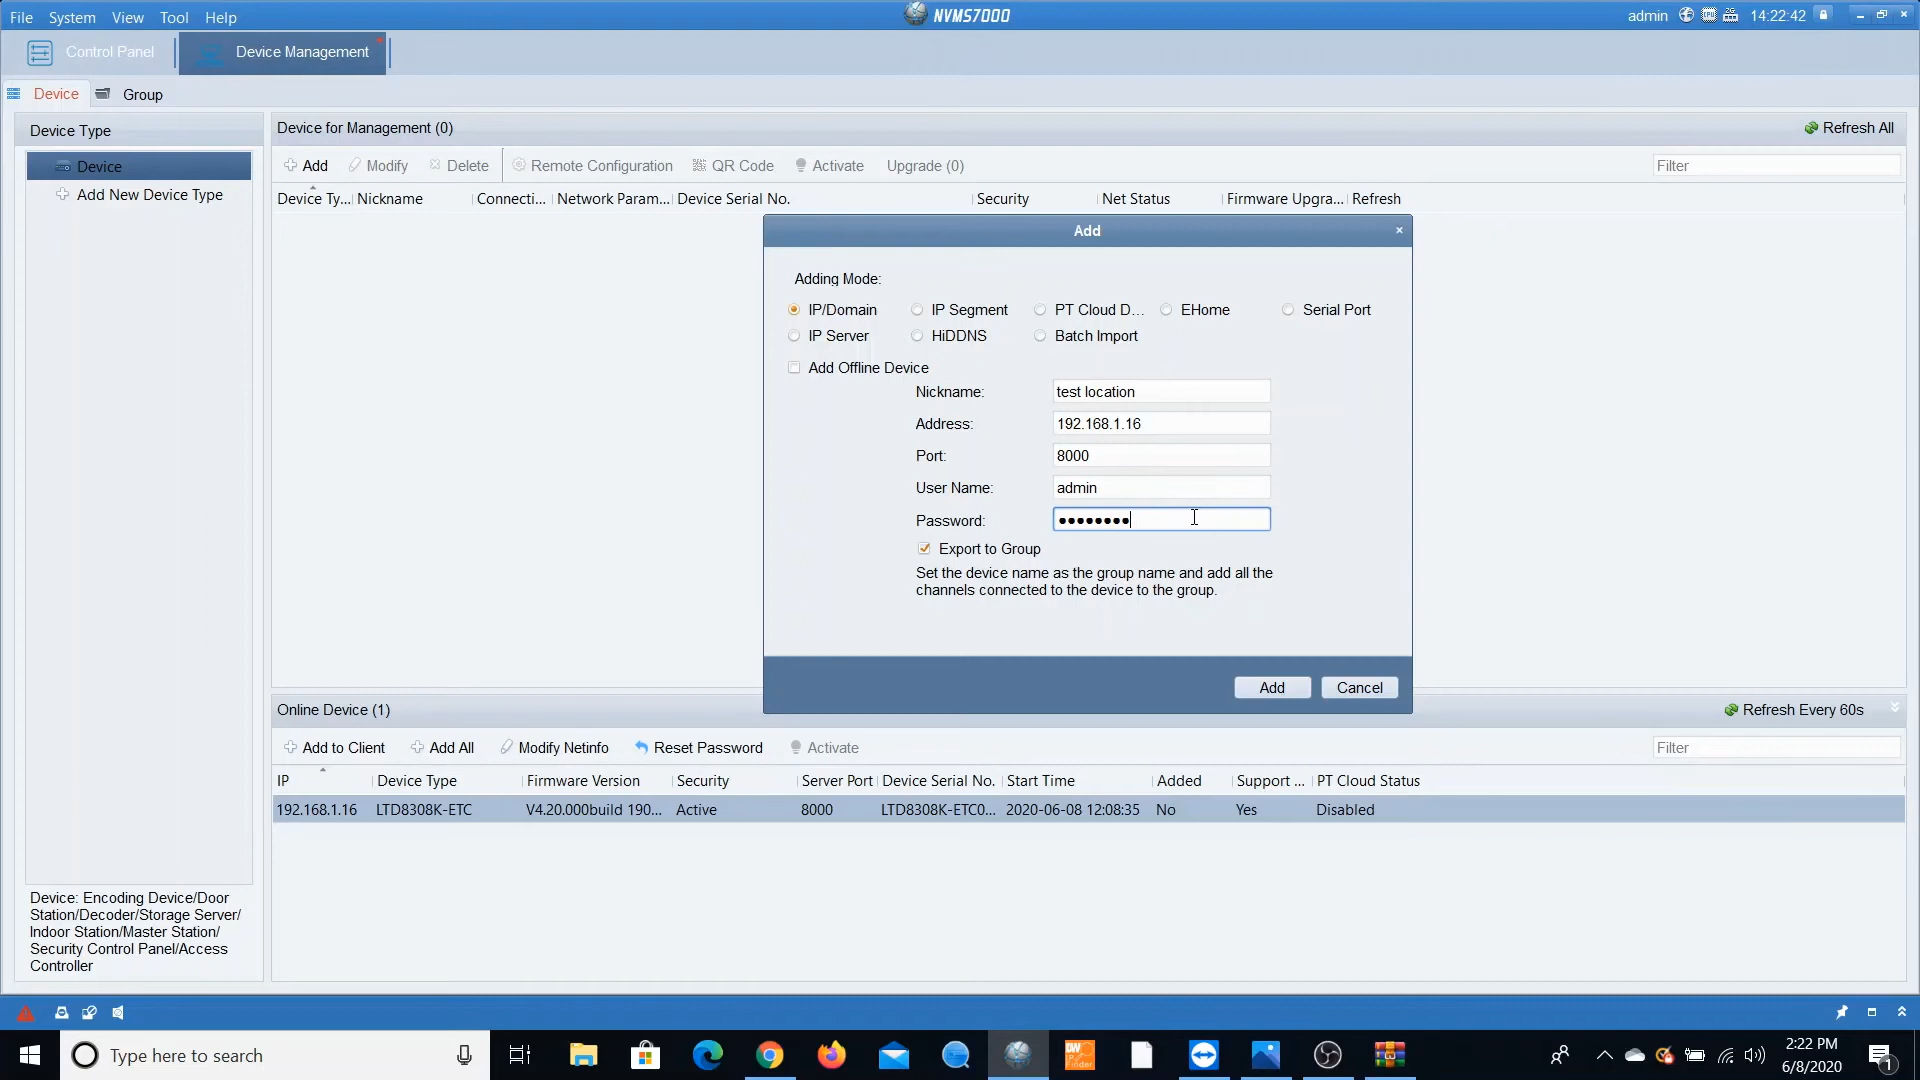 File System View Tool Help
NVMS7000
admin 14:22:42
Control Panel Device Management
Device Group
Device Type
Device
Add New Device Type
Device: Encoding Device/Door
Station/Decoder/Storage Server/
Indoor Station/Master Station/
Security Control Panel/Access
Controller
Device for Management (0) Refresh All
Add Modify Delete Remote Configuration QR Code Activate Upgrade (0) Filter
Device Ty... Nickname Connecti... Network Param... Device Serial No. Security Net Status Firmware Upgra... Refresh
Add
Adding Mode:
IP/Domain IP Segment PT Cloud D... EHome Serial Port
IP Server HiDDNS Batch Import
Add Offline Device
Nickname: test location
Address: 192.168.1.16
Port: 8000
User Name: admin
Password: ●●●●●●●●
Export to Group
Set the device name as the group name and add all the
channels connected to the device to the group.
Add Cancel
Online Device (1) Refresh Every 60s
Add to Client Add All Modify Netinfo Reset Password Activate Filter
IP Device Type Firmware Version Security Server Port Device Serial No. Start Time Added Support ... PT Cloud Status
192.168.1.16 LTD8308K-ETC V4.20.000build 190... Active 8000 LTD8308K-ETC0... 2020-06-08 12:08:35 No Yes Disabled
Type here to search
2:22 PM
6/8/2020
1